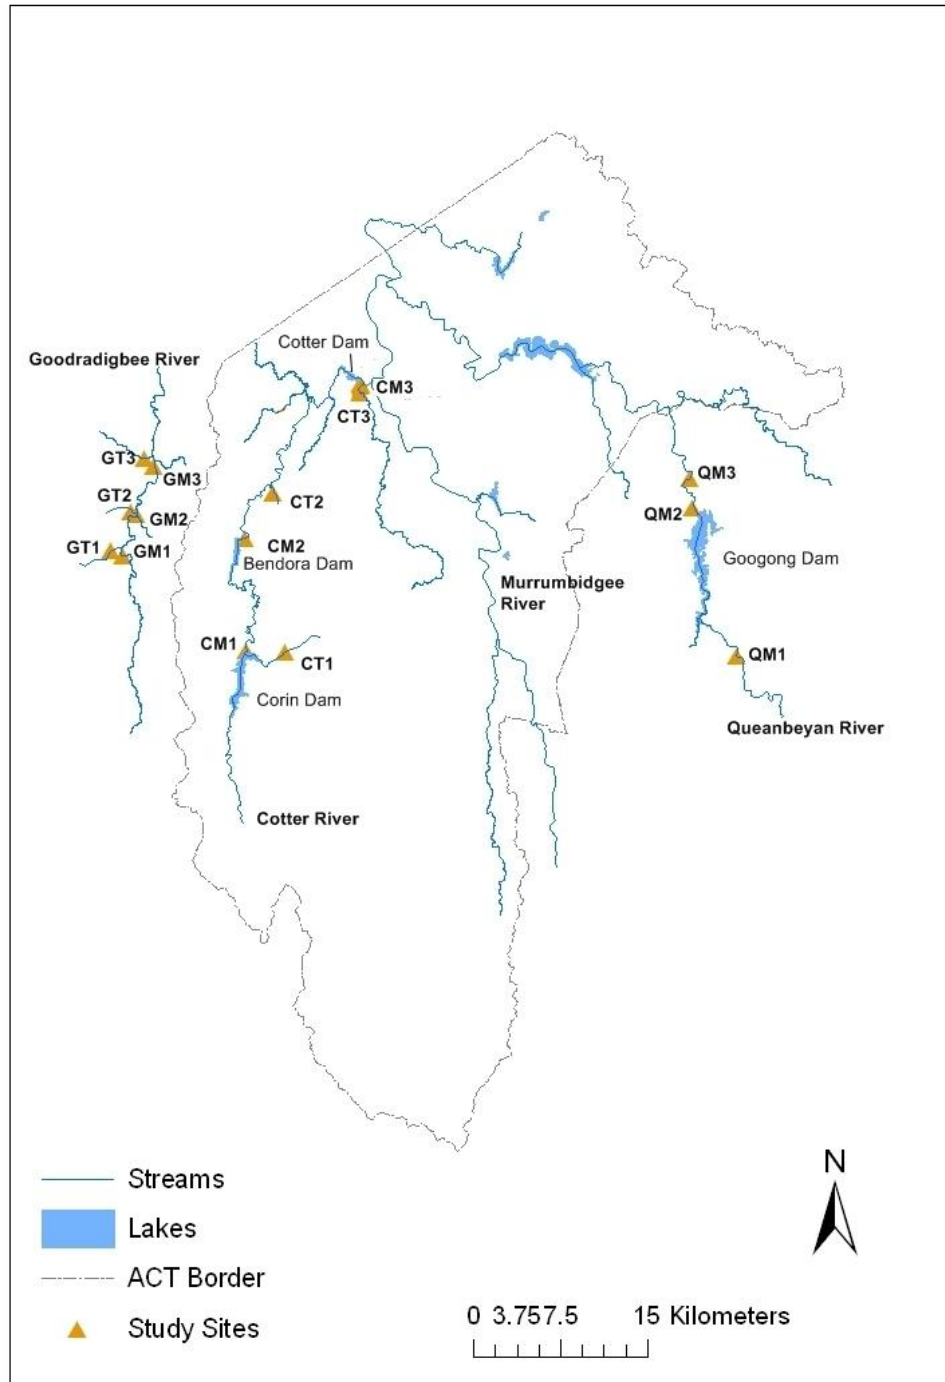 Cotter Dam
Goodradigbee River
CM3
CT3
GT3
GM3
QM3
GT2
CT2
GM2
QM2
CM2
GT1
GM1
Bendora Dam
Googong Dam
Murrumbidgee
River
CM1
CT1
QM1
Corin Dam
Queanbeyan River
Cotter River
N
Streams
Lakes
ACT Border
Study Sites
0 3.757.5 15 Kilometers